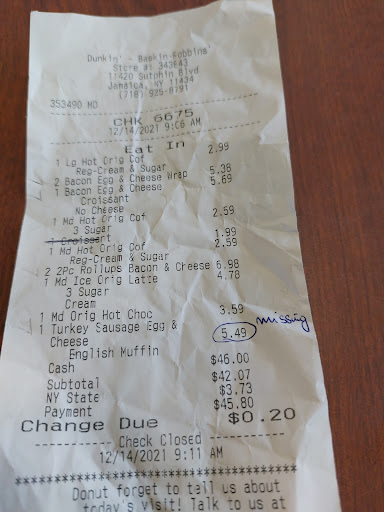 Dunkin' - Baskin-Robbins'
Store #: 343643
11420 Sutphin Blvd
Jamaica, NY 11434
(718) 925-8791
353490 MD
CHK 6675
12/14/2021 9:06 AM
Eat In
1 Lg Hot Orig Cof 2.99
Reg-Cream & Sugar
2 Bacon Egg & Cheese Wrap 5.38
1 Bacon Egg & Cheese 5.69
Croissant
No Cheese
1 Md Hot Orig Cof 2.59
3 Sugar
1 Croissant 1.99
1 Md Hot Orig Cof 2.59
Reg-Cream & Sugar
2 2Pc Rollups Bacon & Cheese 6.98
1 Md Ice Orig Latte 4.78
3 Sugar
Cream
1 Md Orig Hot Choc 3.59
1 Turkey Sausage Egg & 5.49 missing
Cheese
English Muffin
Cash $46.00
Subtotal $42.07
NY State $3.73
Payment $45.80
Change Due $0.20
Check Closed
12/14/2021 9:11 AM
Donut forget to tell us about
today's visit! Talk to us at